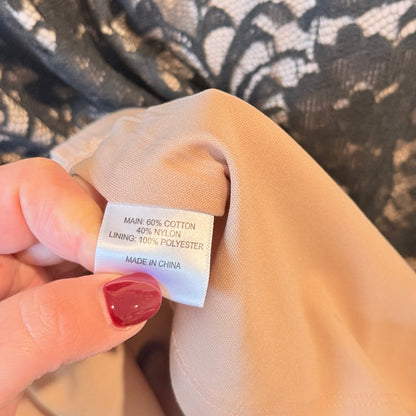 MAIN: 60% COTTON
40% NYLON
LINING: 100% POLYESTER
MADE IN CHINA